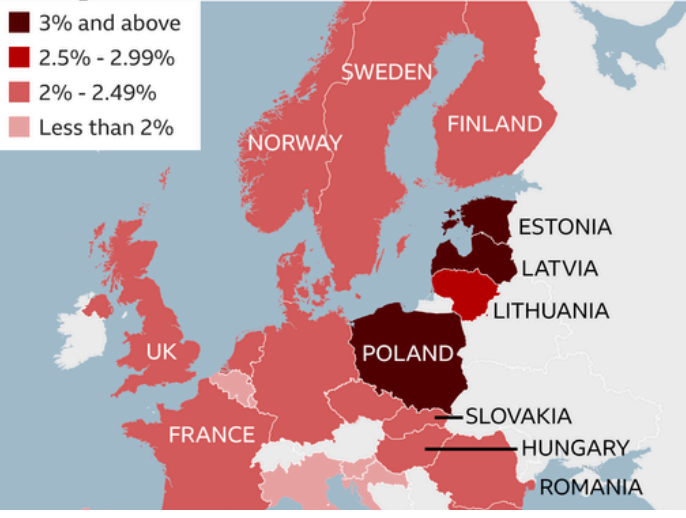 3% and above
2.5% - 2.99%
2% - 2.49%
Less than 2%
SWEDEN
FINLAND
NORWAY
ESTONIA
LATVIA
LITHUANIA
UK
POLAND
SLOVAKIA
FRANCE
HUNGARY
ROMANIA